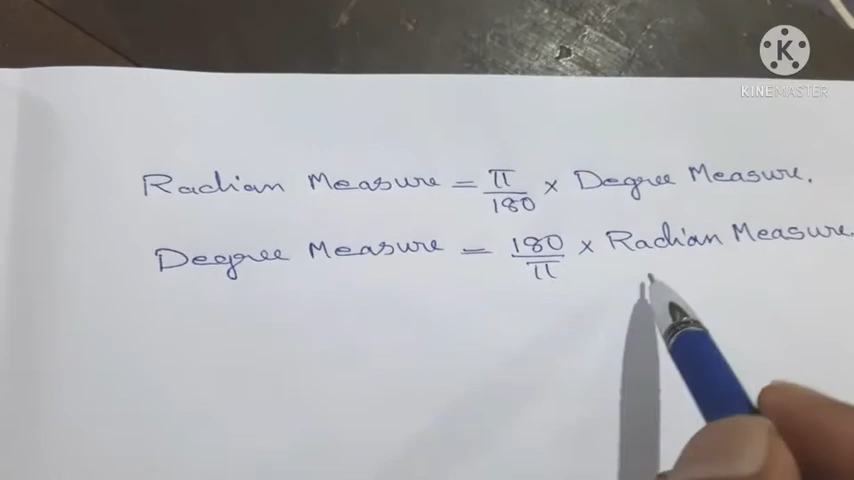 K
KINEMASTER
Radian Measure = π/180 × Degree Measure.
Degree Measure = 180/π × Radian Measure.